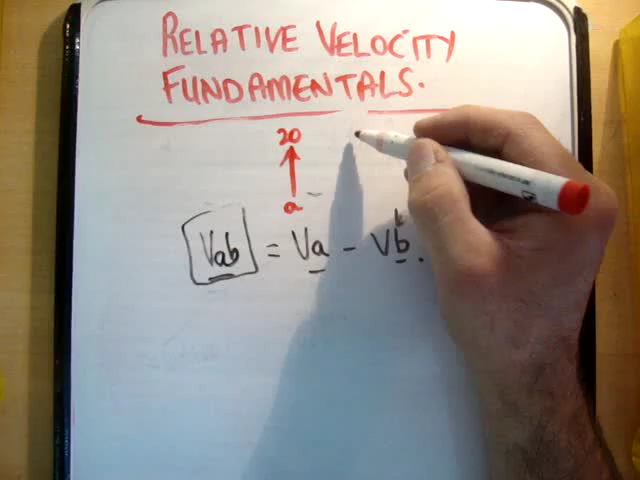 RELATIVE VELOCITY
FUNDAMENTALS.
20
a
Vab = Va - Vb.